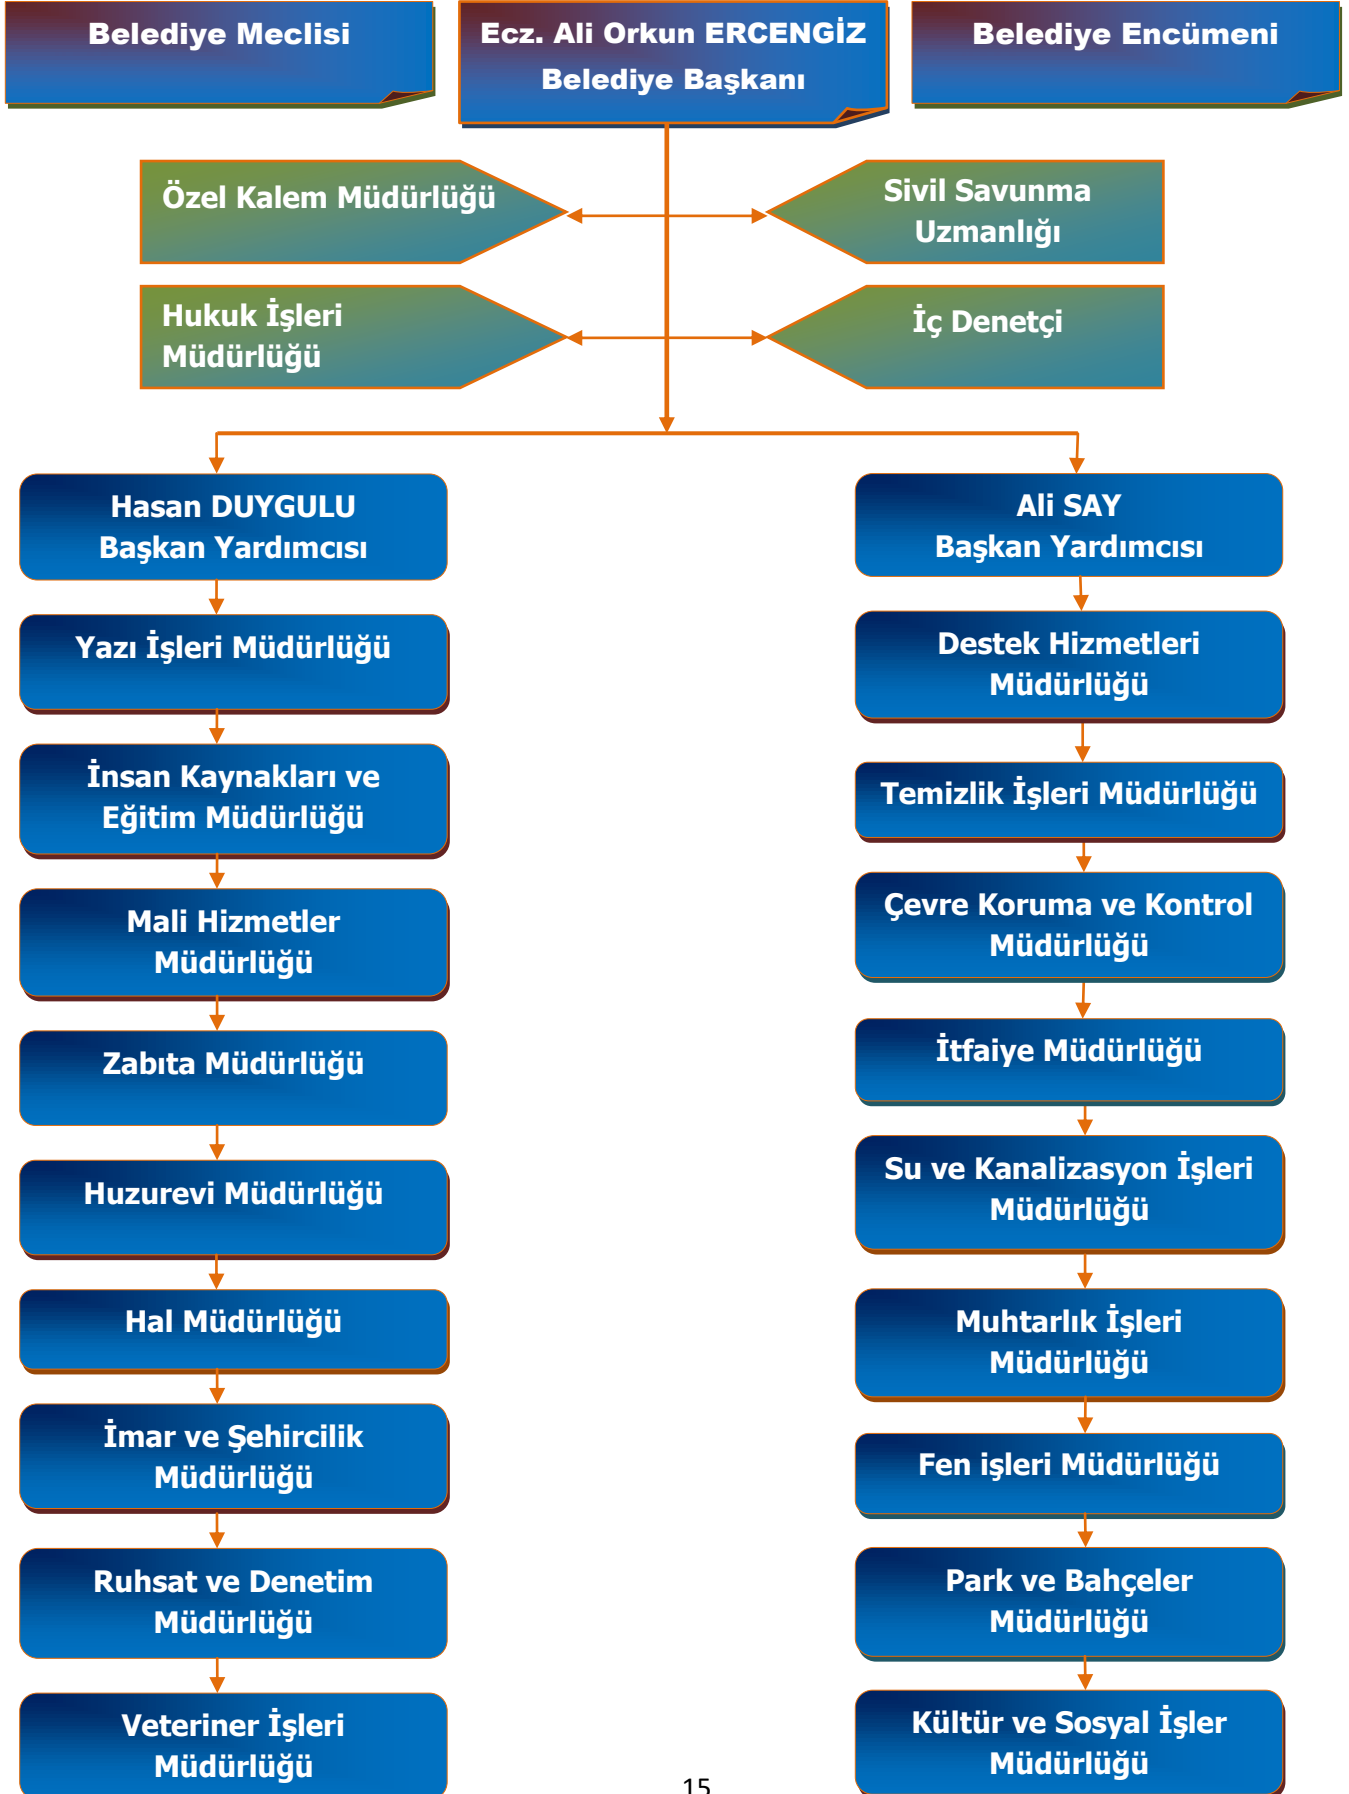 Belediye Meclisi
Ecz. Ali Orkun ERCENGİZ
Belediye Başkanı
Belediye Encümeni
Özel Kalem Müdürlüğü
Sivil Savunma
Uzmanlığı
Hukuk İşleri
Müdürlüğü
İç Denetçi
Hasan DUYGULU
Başkan Yardımcısı
Yazı İşleri Müdürlüğü
İnsan Kaynakları ve
Eğitim Müdürlüğü
Mali Hizmetler
Müdürlüğü
Zabıta Müdürlüğü
Huzurevi Müdürlüğü
Hal Müdürlüğü
İmar ve Şehircilik
Müdürlüğü
Ruhsat ve Denetim
Müdürlüğü
Veteriner İşleri
Müdürlüğü
Ali SAY
Başkan Yardımcısı
Destek Hizmetleri
Müdürlüğü
Temizlik İşleri Müdürlüğü
Çevre Koruma ve Kontrol
Müdürlüğü
İtfaiye Müdürlüğü
Su ve Kanalizasyon İşleri
Müdürlüğü
Muhtarlık İşleri
Müdürlüğü
Fen işleri Müdürlüğü
Park ve Bahçeler
Müdürlüğü
Kültür ve Sosyal İşler
Müdürlüğü
15